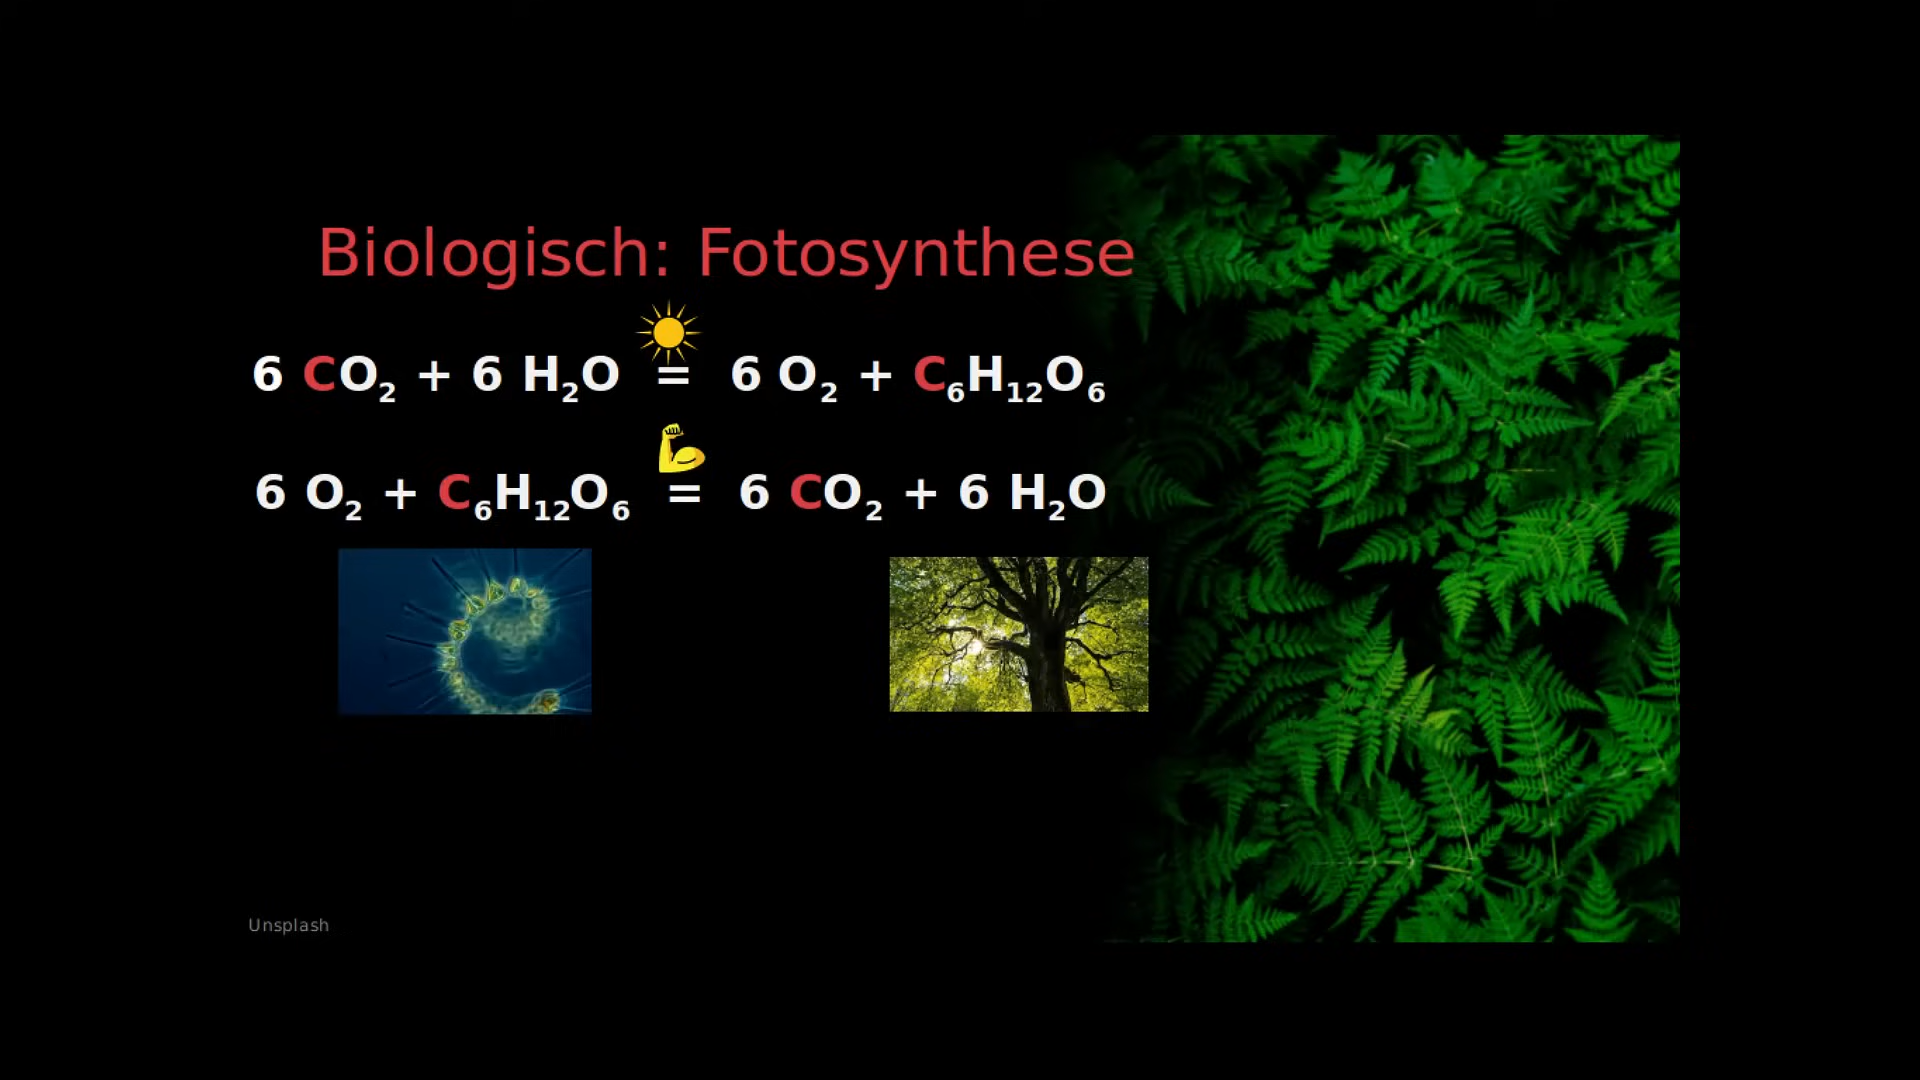 Biologisch: Fotosynthese
6 CO₂ + 6 H₂O = 6 O₂ + C₆H₁₂O₆
6 O₂ + C₆H₁₂O₆ = 6 CO₂ + 6 H₂O
Unsplash